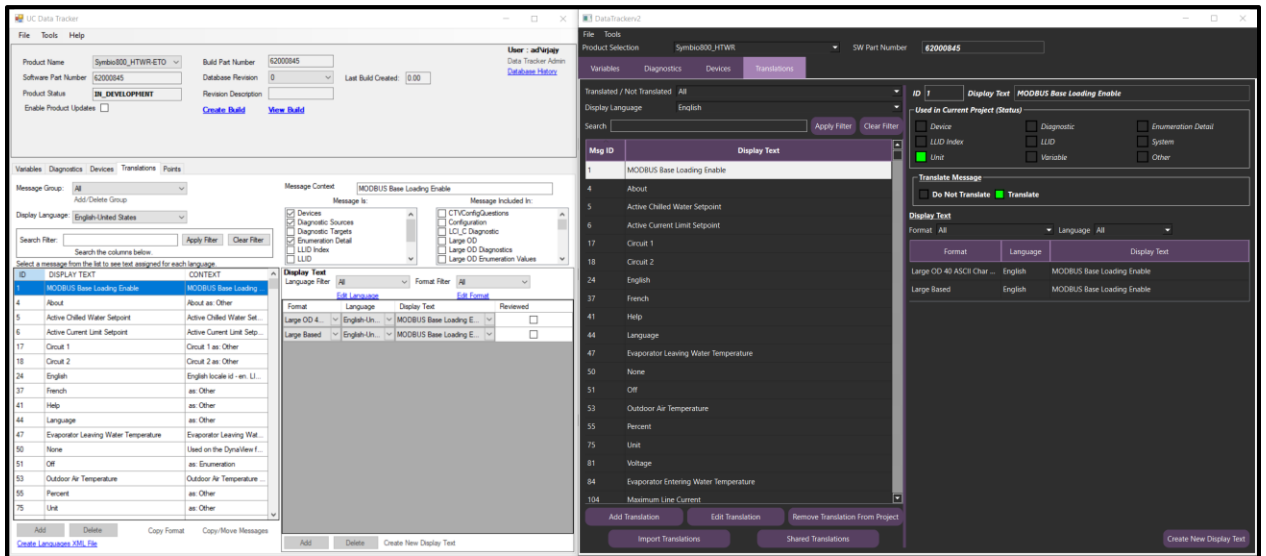 UC Data Tracker
File Tools Help
User : ad\irjajy
Data Tracker Admin
Database History
Product Name Symbio800_HTWR-ETO Build Part Number 62000845
Software Part Number 62000845 Database Revision 0 Last Build Created: 0.00
Product Status IN_DEVELOPMENT Revision Description
Enable Product Updates Create Build View Build
Variables Diagnostics Devices Translations Points
Message Group: All
Add/Delete Group
Display Language: English-United States
Search Filter: Apply Filter Clear Filter
Search the columns below.
Select a message from the list to see text assigned for each language.
ID DISPLAY TEXT CONTEXT
1 MODBUS Base Loading Enable MODBUS Base Loading ...
4 About About as: Other
5 Active Chilled Water Setpoint Active Chilled Water Set...
6 Active Current Limit Setpoint Active Current Limit Setp...
17 Circuit 1 Circuit 1 as: Other
18 Circuit 2 Circuit 2 as: Other
24 English English locale id - en. LI...
37 French as: Other
41 Help as: Other
44 Language as: Other
47 Evaporator Leaving Water Temperature Evaporator Leaving Wat...
50 None Used on the DynaView f...
51 Off as: Enumeration
53 Outdoor Air Temperature Outdoor Air Temperature ...
55 Percent as: Other
75 Unit as: Other
Add Delete Copy Format Copy/Move Messages
Create Languages XML File
Message Context MODBUS Base Loading Enable
Message Is: Message Included In:
Devices CTVConfigQuestions
Diagnostic Sources Configuration
Diagnostic Targets LCI_C Diagnostic
Enumeration Detail Large OD
LLID Index Large OD Diagnostics
LLID Large OD Enumeration Values
Display Text
Language Filter All Format Filter All
Edit Language Edit Format
Format Language Display Text Reviewed
Large OD 4... English-Un... MODBUS Base Loading E...
Large Based English-Un... MODBUS Base Loading E...
Add Delete Create New Display Text
DataTrackerv2
File Tools
Product Selection Symbio800_HTWR SW Part Number 62000845
Variables Diagnostics Devices Translations
Translated / Not Translated All
Display Language English
Search Apply Filter Clear Filter
Msg ID Display Text
1 MODBUS Base Loading Enable
4 About
5 Active Chilled Water Setpoint
6 Active Current Limit Setpoint
17 Circuit 1
18 Circuit 2
24 English
37 French
41 Help
44 Language
47 Evaporator Leaving Water Temperature
50 None
51 Off
53 Outdoor Air Temperature
55 Percent
75 Unit
81 Voltage
84 Evaporator Entering Water Temperature
104 Maximum Line Current
Add Translation Edit Translation Remove Translation From Project
Import Translations Shared Translations
ID 1 Display Text MODBUS Base Loading Enable
Used in Current Project (Status)
Device Diagnostic Enumeration Detail
LLID Index LLID System
Unit Variable Other
Translate Message
Do Not Translate Translate
Display Text
Format All Language All
Format Language Display Text
Large OD 40 ASCII Char ... English MODBUS Base Loading Enable
Large Based English MODBUS Base Loading Enable
Create New Display Text